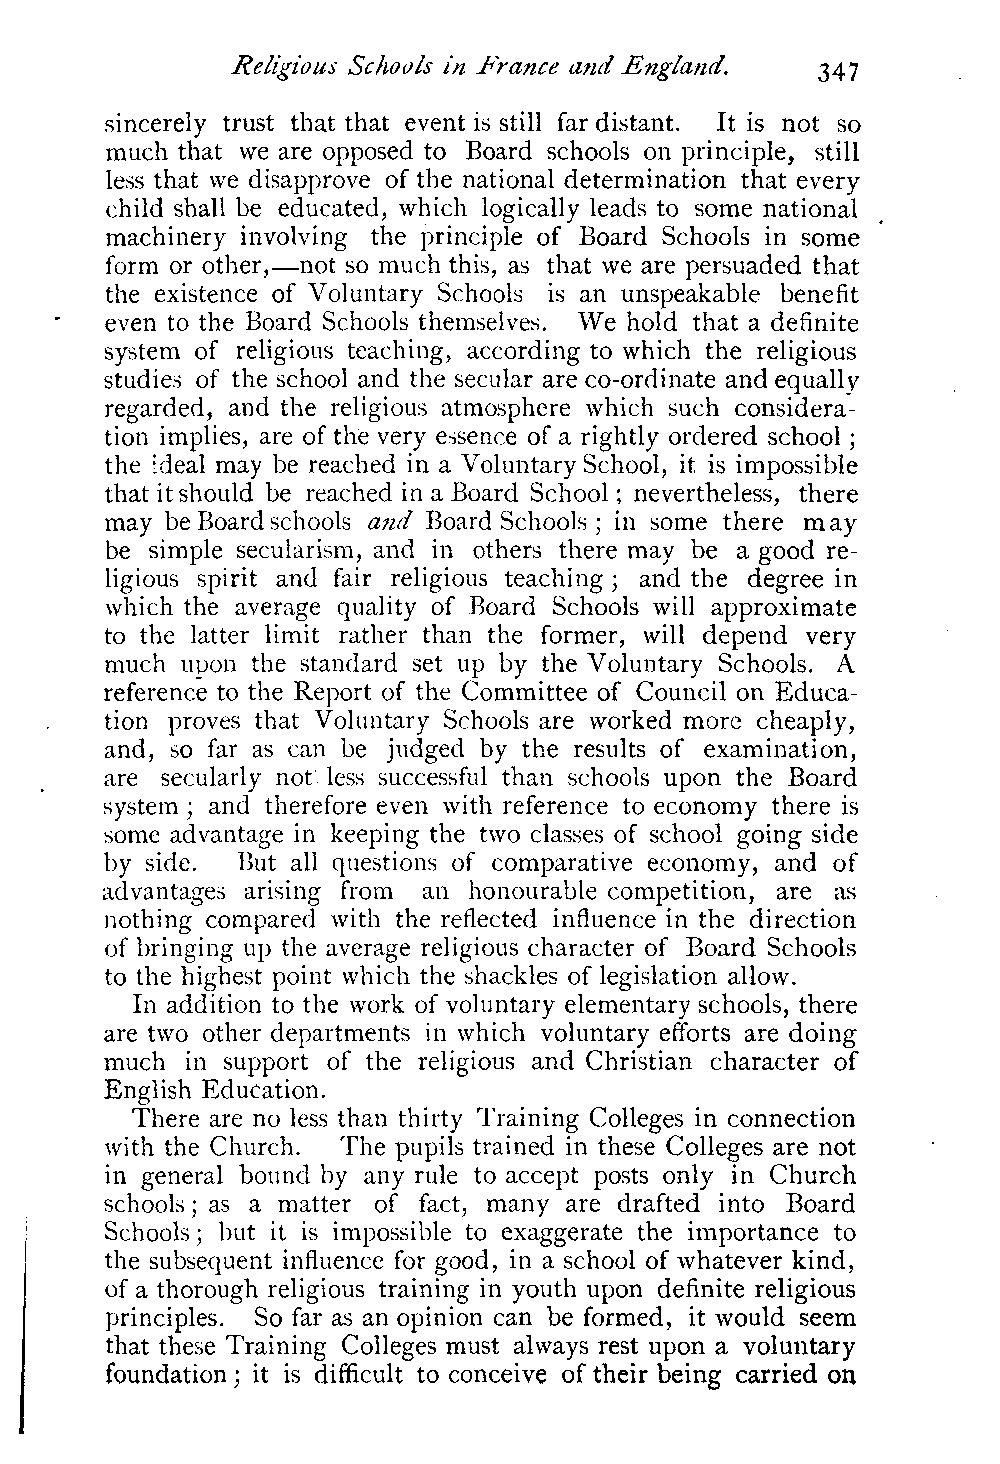 Religious Schools in France and England. 347
sincerely trust that that event is still far distant. It is not so
much that we are opposed to Board schools on principle, still
less that we disapprove of the national determination that every
child shall be educated, which logically leads to some national
machinery involving the principle of Board Schools in some
form or other,—not so much this, as that we are persuaded that
the existence of Voluntary Schools is an unspeakable benefit
even to the Board Schools themselves. We hold that a definite
system of religious teaching, according to which the religious
studies of the school and the secular are co-ordinate and equally
regarded, and the religious atmosphere which such considera-
tion implies, are of the very essence of a rightly ordered school ;
the ideal may be reached in a Voluntary School, it is impossible
that it should be reached in a Board School ; nevertheless, there
may be Board schools and Board Schools ; in some there may
be simple secularism, and in others there may be a good re-
ligious spirit and fair religious teaching ; and the degree in
which the average quality of Board Schools will approximate
to the latter limit rather than the former, will depend very
much upon the standard set up by the Voluntary Schools. A
reference to the Report of the Committee of Council on Educa-
tion proves that Voluntary Schools are worked more cheaply,
and, so far as can be judged by the results of examination,
are secularly not less successful than schools upon the Board
system ; and therefore even with reference to economy there is
some advantage in keeping the two classes of school going side
by side. But all questions of comparative economy, and of
advantages arising from an honourable competition, are as
nothing compared with the reflected influence in the direction
of bringing up the average religious character of Board Schools
to the highest point which the shackles of legislation allow.
In addition to the work of voluntary elementary schools, there
are two other departments in which voluntary efforts are doing
much in support of the religious and Christian character of
English Education.
There are no less than thirty Training Colleges in connection
with the Church. The pupils trained in these Colleges are not
in general bound by any rule to accept posts only in Church
schools ; as a matter of fact, many are drafted into Board
Schools ; but it is impossible to exaggerate the importance to
the subsequent influence for good, in a school of whatever kind,
of a thorough religious training in youth upon definite religious
principles. So far as an opinion can be formed, it would seem
that these Training Colleges must always rest upon a voluntary
foundation ; it is difficult to conceive of their being carried on